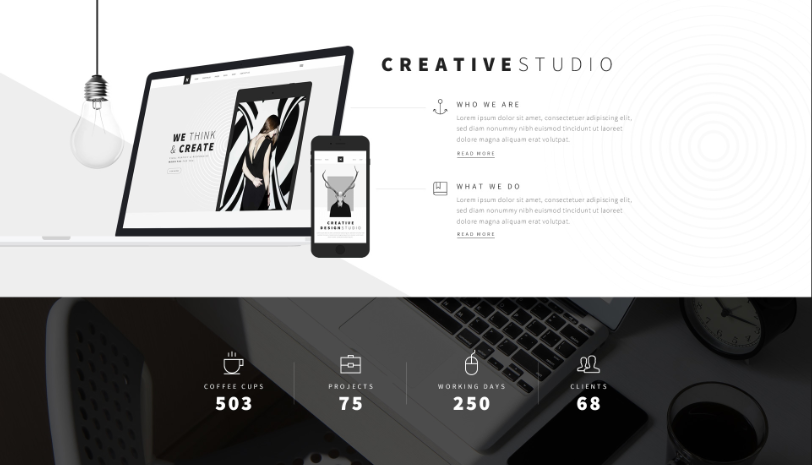 CREATIVESTUDIO
WE THINK
& CREATE
WHO WE ARE
Lorem ipsum dolor sit amet, consectetuer adipiscing elit,
sed diam nonummy nibh euismod tincidunt ut laoreet
dolore magna aliquam erat volutpat.
READ MORE
CREATIVE
DESIGNSTUDIO
WHAT WE DO
Lorem ipsum dolor sit amet, consectetuer adipiscing elit,
sed diam nonummy nibh euismod tincidunt ut laoreet
dolore magna aliquam erat volutpat.
READ MORE
COFFEE CUPS
503
PROJECTS
75
WORKING DAYS
250
CLIENTS
68